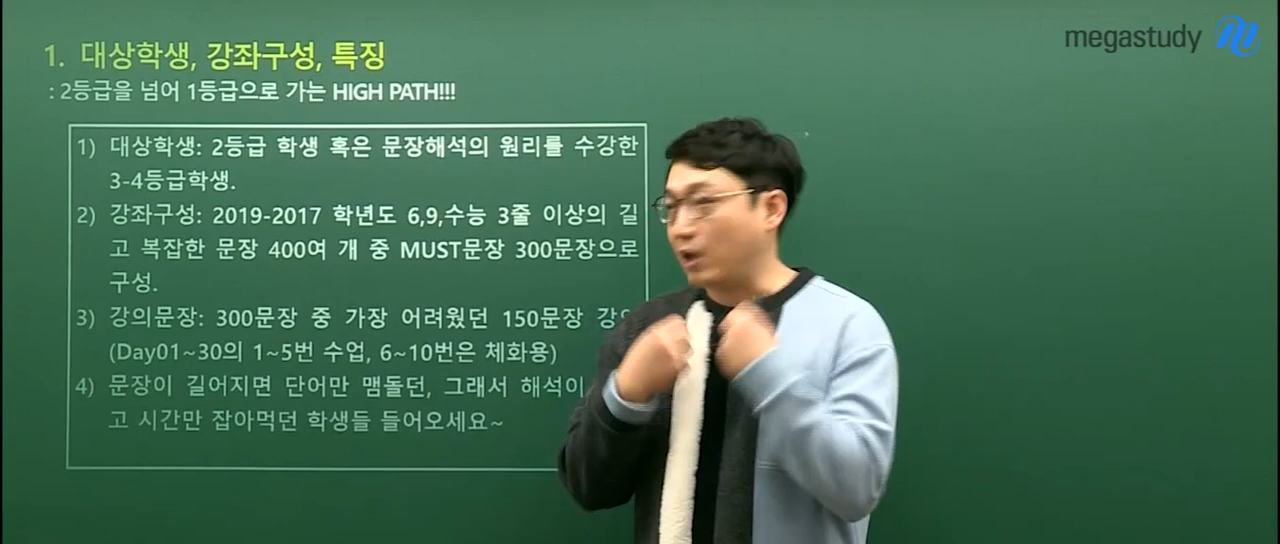 megastudy
1. 대상학생, 강좌구성, 특징
: 2등급을 넘어 1등급으로 가는 HIGH PATH!!!
1) 대상학생: 2등급 학생 혹은 문장해석의 원리를 수강한
3-4등급학생.
2) 강좌구성: 2019-2017 학년도 6,9,수능 3줄 이상의 길
고 복잡한 문장 400여 개 중 MUST문장 300문장으로
구성.
3) 강의문장: 300문장 중 가장 어려웠던 150문장
(Day01~30의 1~5번 수업, 6~10번은 체화용)
4) 문장이 길어지면 단어만 맴돌던, 그래서 해석이
고 시간만 잡아먹던 학생들 들어오세요~